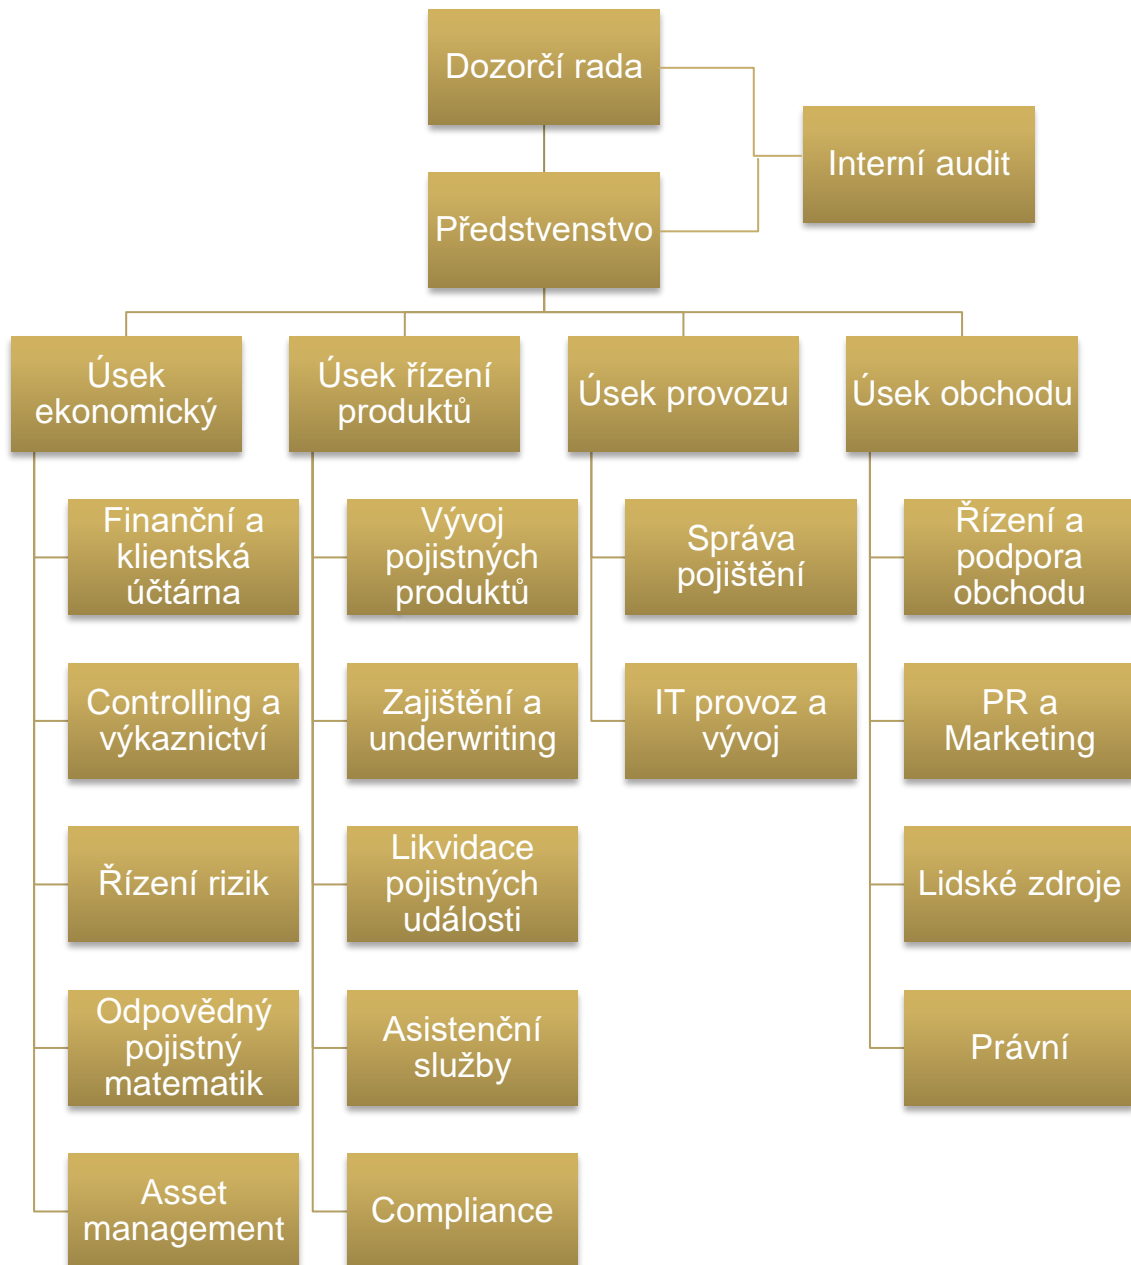 Dozorčí rada
Interní audit
Předstvenstvo
Úsek
ekonomický
Úsek řízení
produktů
Úsek provozu
Úsek obchodu
Finanční a
klientská
účtárna
Vývoj
pojistných
produktů
Správa
pojištění
Řízení a
podpora
obchodu
Controlling a
výkaznictví
Zajištění a
underwriting
IT provoz a
vývoj
PR a
Marketing
Řízení rizik
Likvidace
pojistných
události
Lidské zdroje
Odpovědný
pojistný
matematik
Asistenční
služby
Právní
Asset
management
Compliance